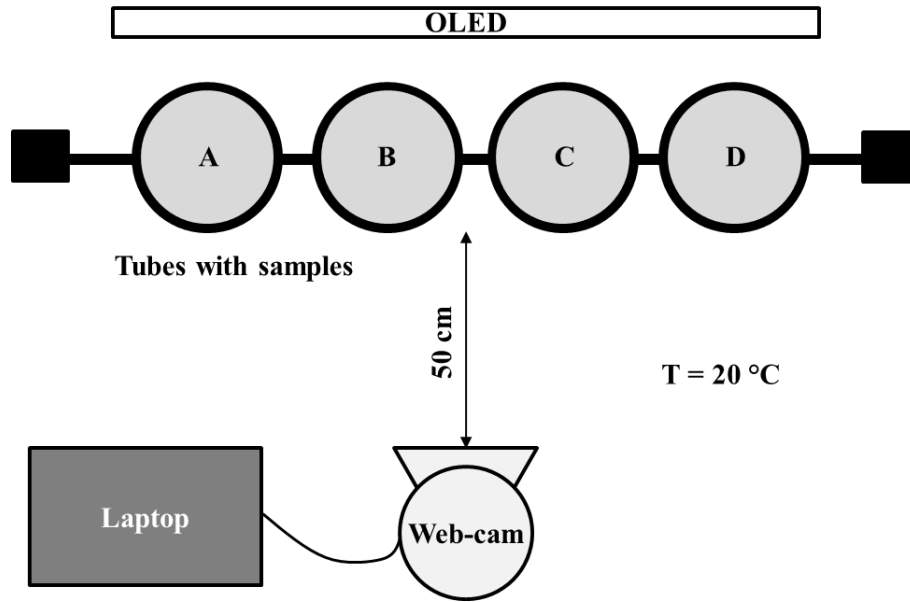 OLED
A B C D
Tubes with samples
50 cm
T = 20 °C
Laptop
Web-cam